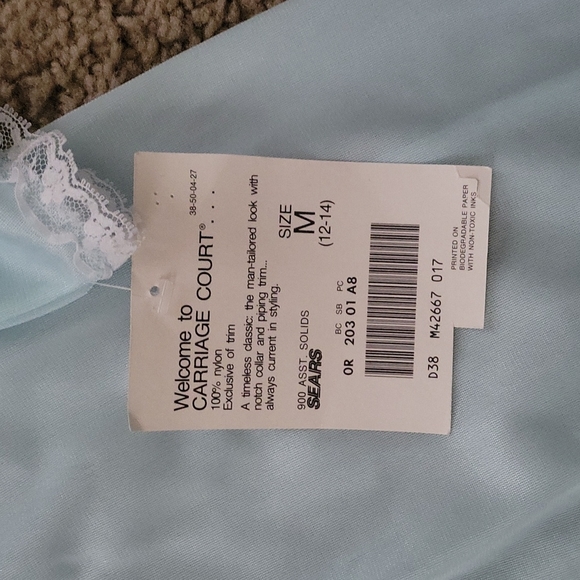 Welcome to
CARRIAGE COURT® . . . .
38-50-04-27
100% nylon
Exclusive of trim
A timeless classic: the man-tailored look with
notch collar and piping trim...
always current in styling.
SIZE
M
(12-14)
900 ASST. SOLIDS
SEARS
BC SB PC
OR 203 01 A8
D38 M42667 017
PRINTED ON
BIODEGRADABLE PAPER
WITH NON-TOXIC INKS